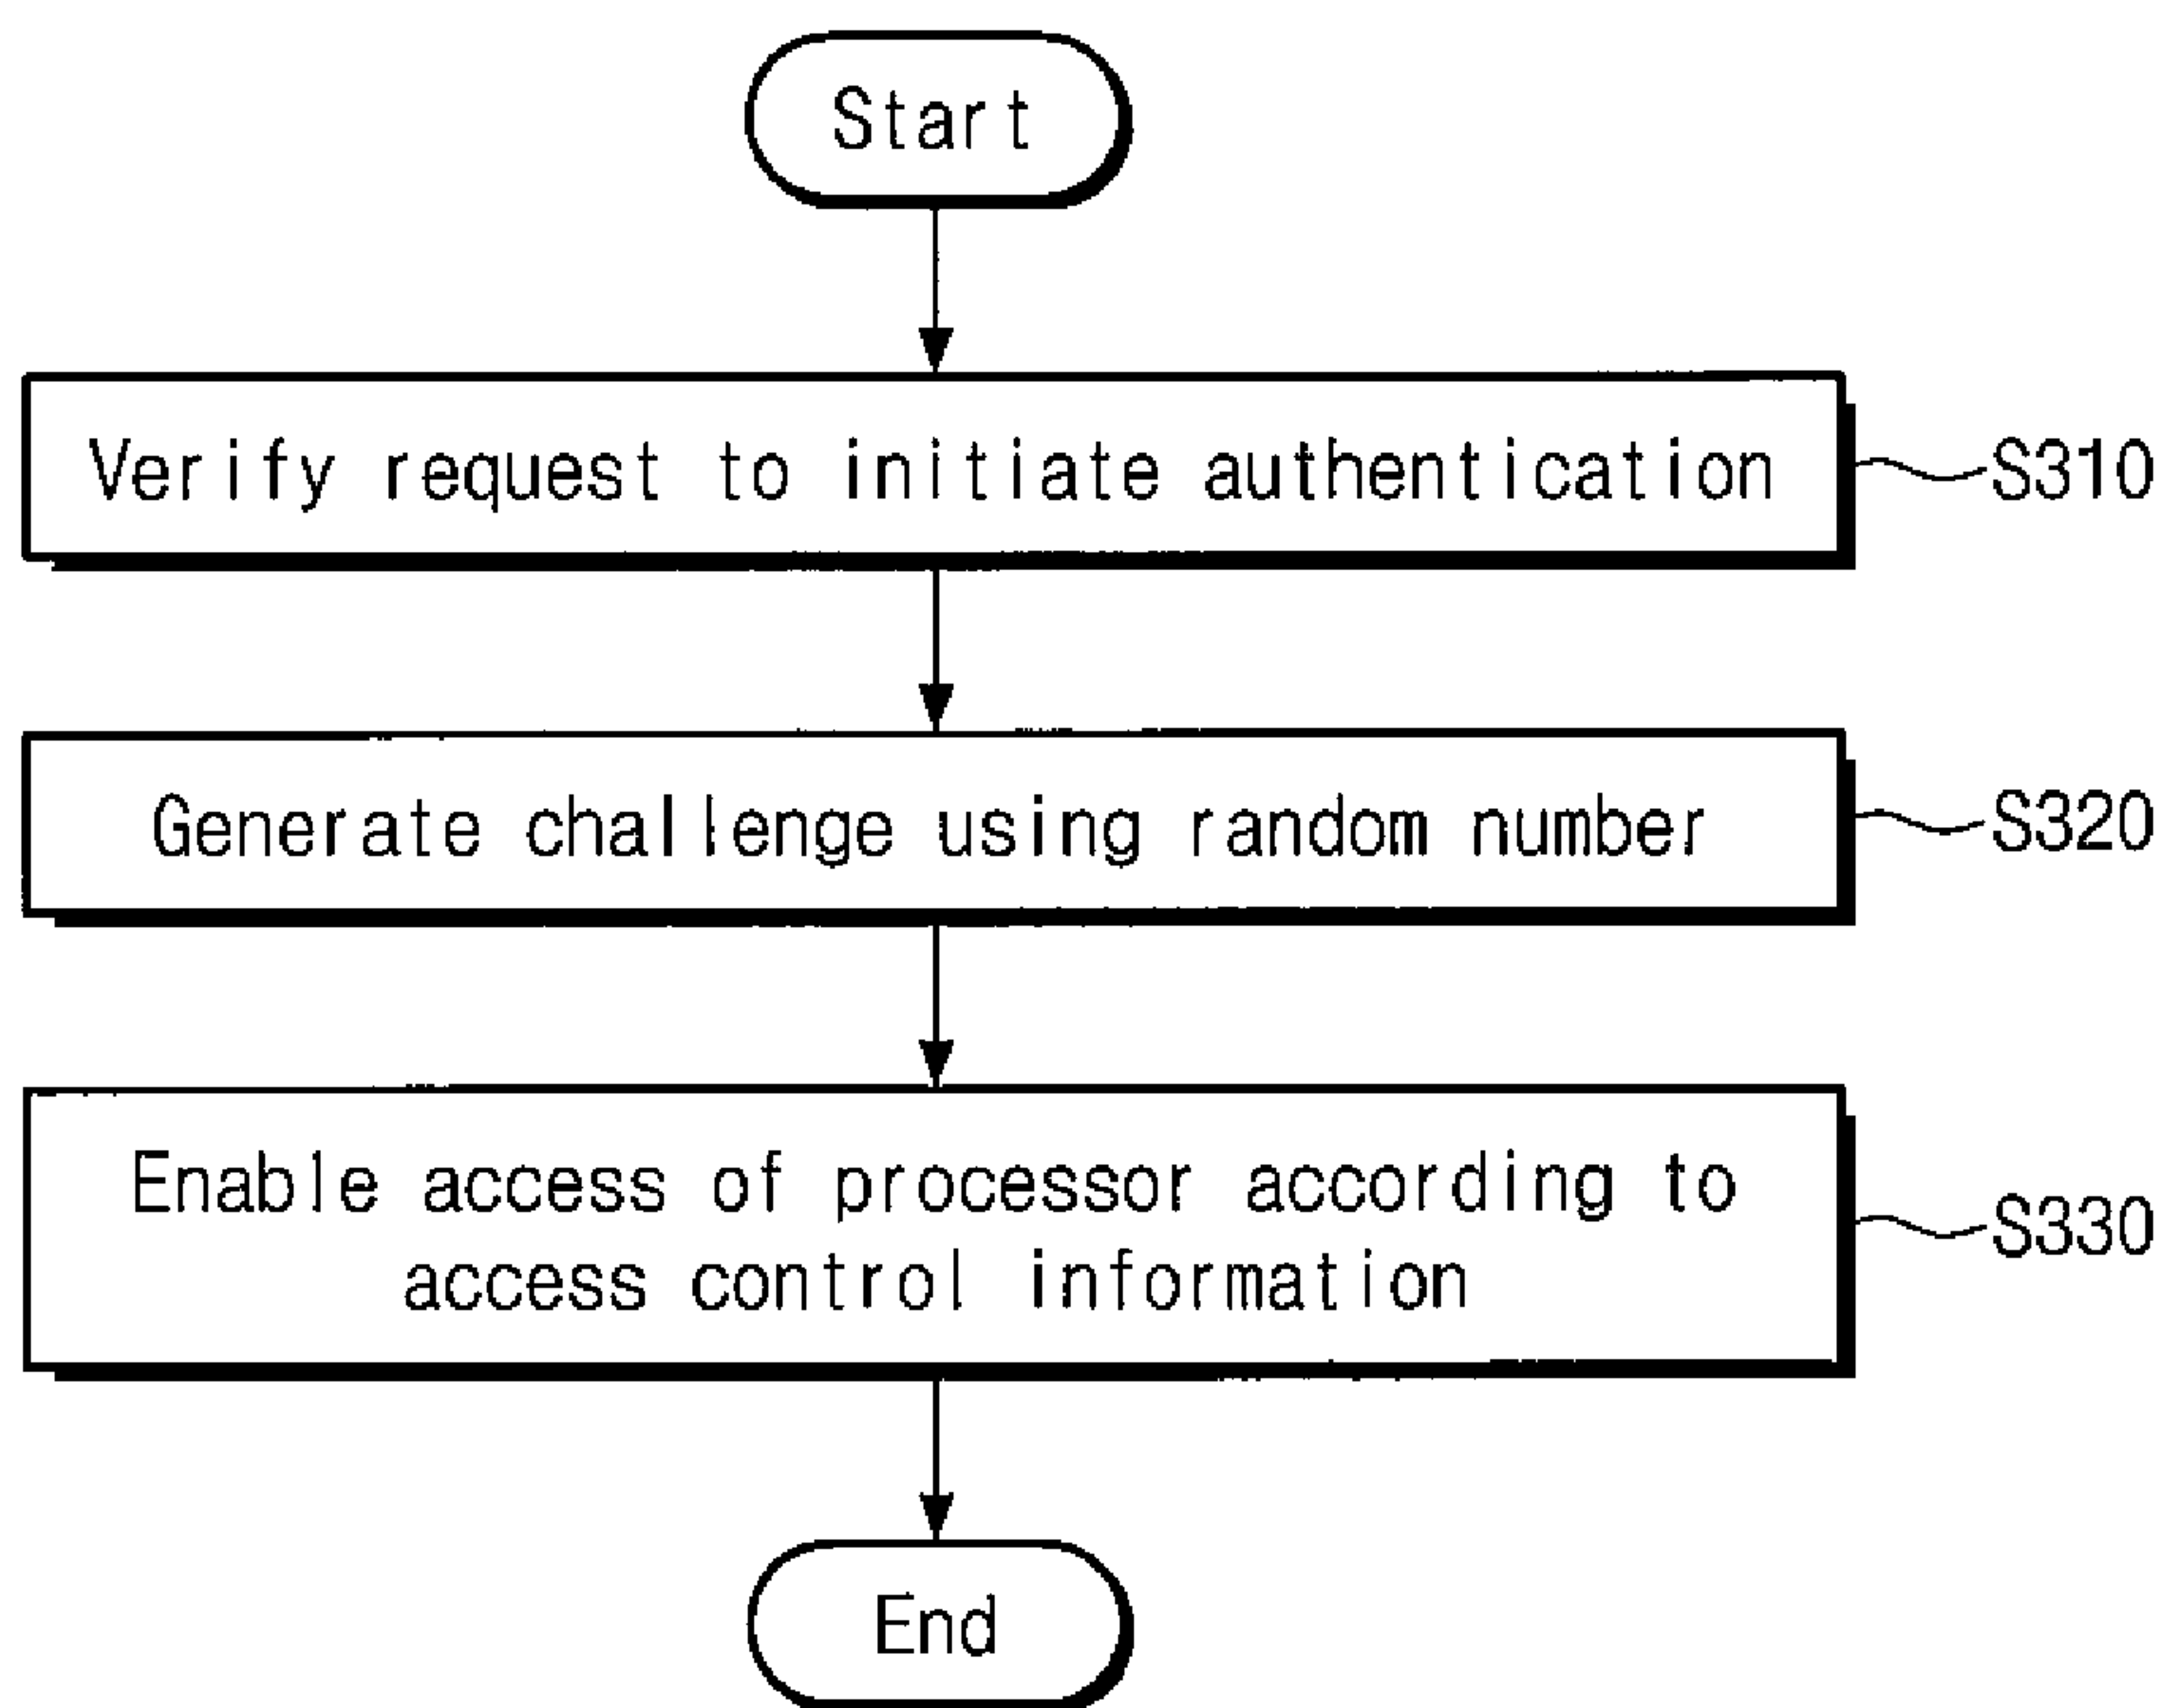 Start
Verify request to initiate authentication
S310
Generate challenge using random number
S320
Enable access of processor according to
access control information
S330
End